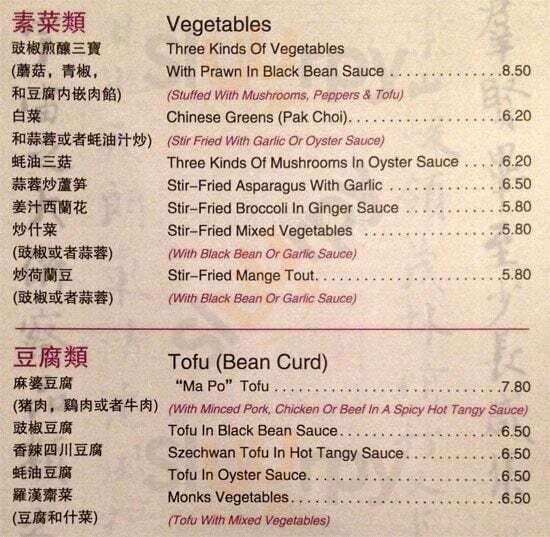 素菜類 Vegetables
豉椒煎釀三寶 Three Kinds Of Vegetables
(蘑菇，青椒， With Prawn In Black Bean Sauce ............8.50
和豆腐内嵌肉餡) (Stuffed With Mushrooms, Peppers & Tofu)
白菜 Chinese Greens (Pak Choi)..................6.20
和蒜蓉或者蚝油汁炒) (Stir Fried With Garlic Or Oyster Sauce)
蚝油三菇 Three Kinds Of Mushrooms In Oyster Sauce .....6.20
蒜蓉炒蘆笋 Stir-Fried Asparagus With Garlic ..............6.50
姜汁西蘭花 Stir-Fried Broccoli In Ginger Sauce ...........5.80
炒什菜 Stir-Fried Mixed Vegetables ................5.80
(豉椒或者蒜蓉) (With Black Bean Or Garlic Sauce)
炒荷蘭豆 Stir-Fried Mange Tout.....................5.80
(豉椒或者蒜蓉) (With Black Bean Or Garlic Sauce)
豆腐類 Tofu (Bean Curd)
麻婆豆腐 “Ma Po” Tofu ..........................7.80
(豬肉，鷄肉或者牛肉) (With Minced Pork, Chicken Or Beef In A Spicy Hot Tangy Sauce)
豉椒豆腐 Tofu In Black Bean Sauce....................6.50
香辣四川豆腐 Szechwan Tofu In Hot Tangy Sauce............6.50
蚝油豆腐 Tofu In Oyster Sauce........................6.50
羅漢齋菜 Monks Vegetables..........................6.50
(豆腐和什菜) (Tofu With Mixed Vegetables)